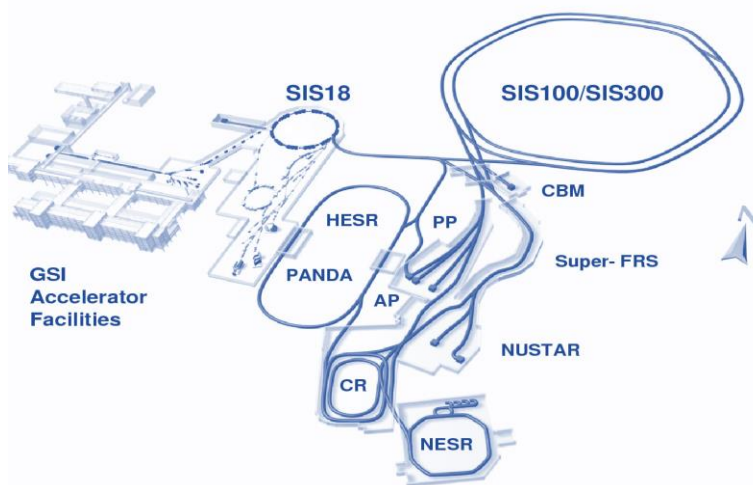 SIS18
SIS100/SIS300
CBM
HESR
PP
PANDA
AP
Super- FRS
GSI
Accelerator
Facilities
NUSTAR
CR
NESR